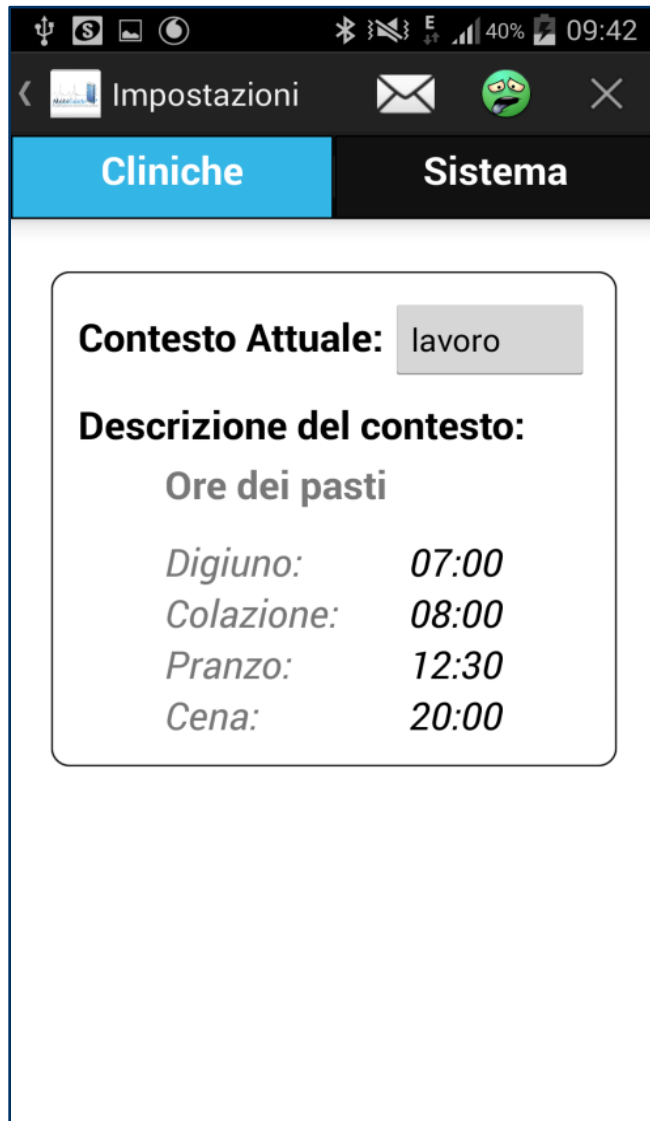 S E 40% 09:42
Impostazioni
Cliniche Sistema
Contesto Attuale: lavoro
Descrizione del contesto:
Ore dei pasti
Digiuno: 07:00
Colazione: 08:00
Pranzo: 12:30
Cena: 20:00